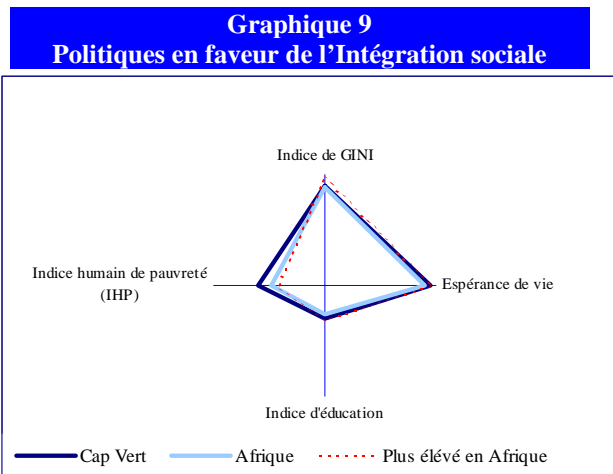 Graphique 9
Politiques en faveur de l'Intégration sociale
Indice de GINI
Indice humain de pauvreté
(IHP)
Espérance de vie
Indice d'éducation
Cap Vert
Afrique
Plus élévé en Afrique